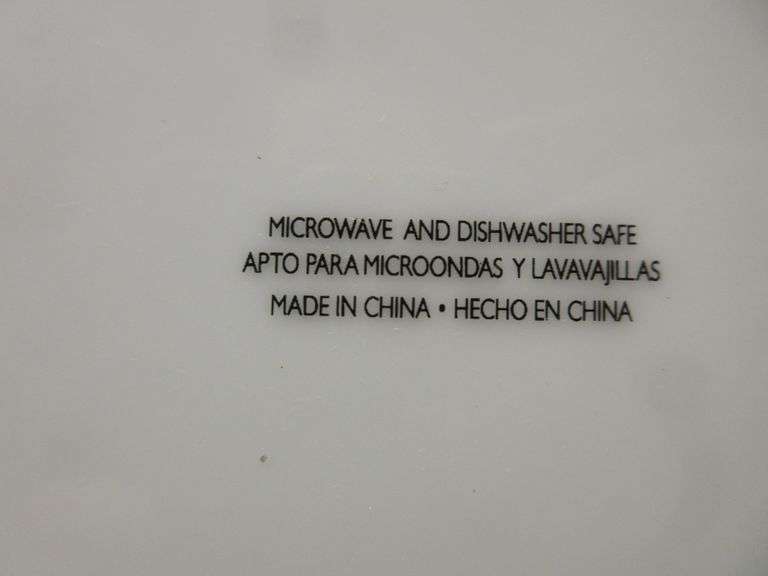 MICROWAVE AND DISHWASHER SAFE
APTO PARA MICROONDAS Y LAVAVAJILLAS
MADE IN CHINA • HECHO EN CHINA